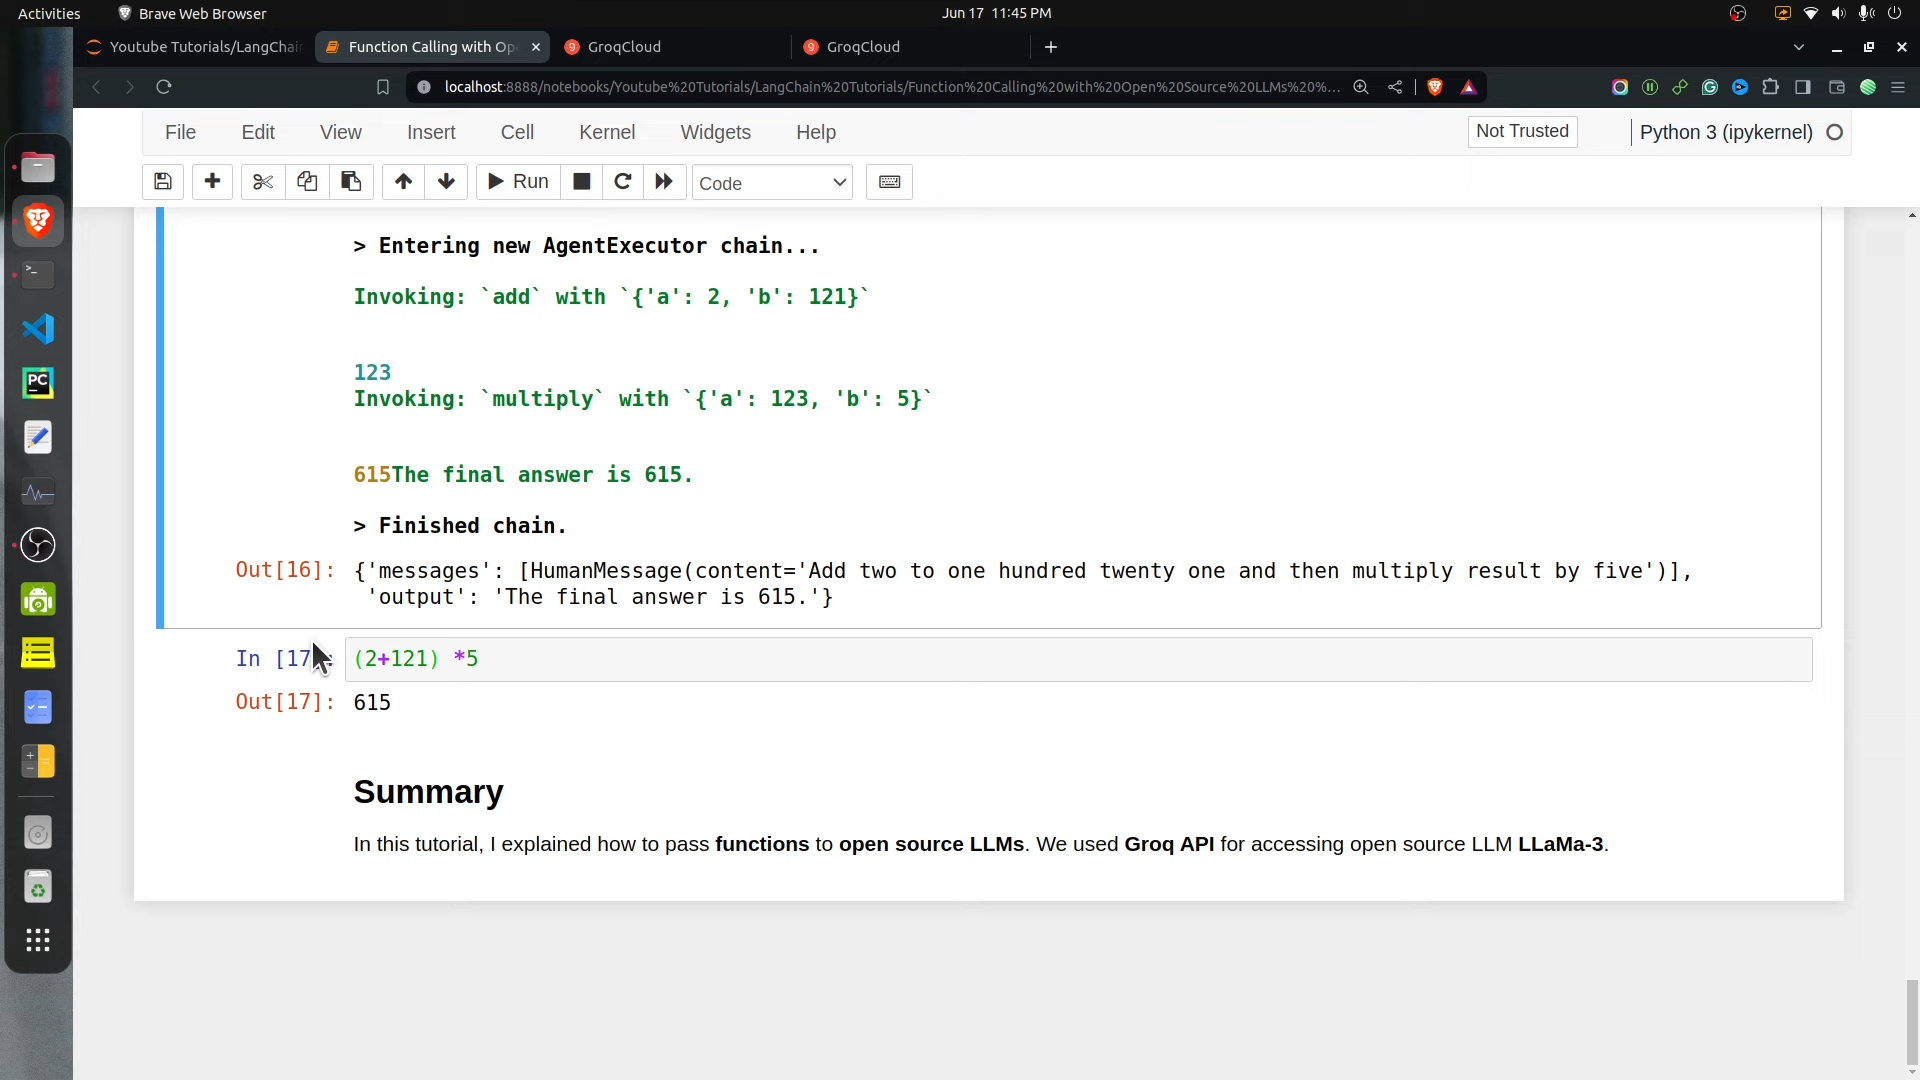 Activities Brave Web Browser Jun 17 11:45 PM
Youtube Tutorials/LangChai Function Calling with Op GroqCloud GroqCloud
localhost:8888/notebooks/Youtube%20Tutorials/LangChain%20Tutorials/Function%20Calling%20with%20Open%20Source%20LLMs%20%...
File Edit View Insert Cell Kernel Widgets Help Not Trusted Python 3 (ipykernel)
Run Code
> Entering new AgentExecutor chain...
Invoking: `add` with `{'a': 2, 'b': 121}`
123
Invoking: `multiply` with `{'a': 123, 'b': 5}`
615The final answer is 615.
> Finished chain.
Out[16]: {'messages': [HumanMessage(content='Add two to one hundred twenty one and then multiply result by five')],
'output': 'The final answer is 615.'}
In [17]: (2+121) *5
Out[17]: 615
Summary
In this tutorial, I explained how to pass functions to open source LLMs. We used Groq API for accessing open source LLM LLaMa-3.